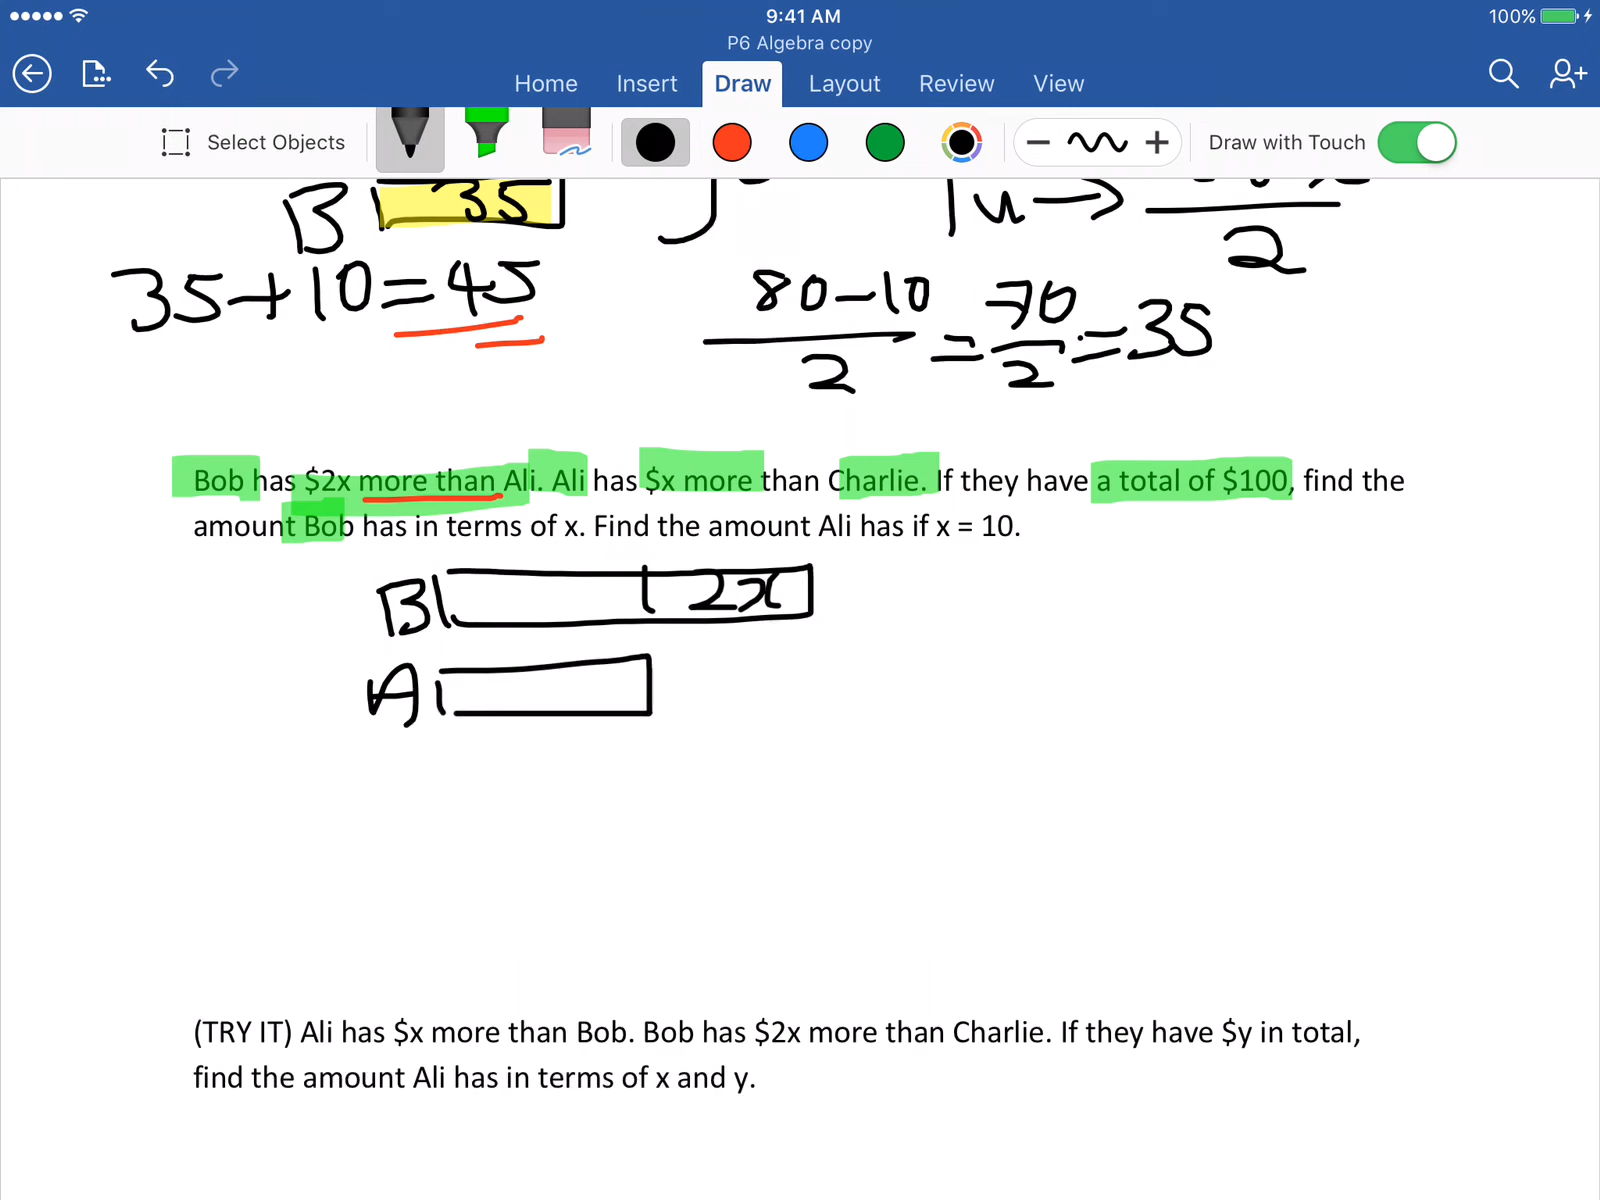 9:41 AM
100%
P6 Algebra copy
Home Insert Draw Layout Review View
Select Objects
Draw with Touch
B 35
1u→
2
35+10=45
80-10
2
=
70
2
=35
Bob has $2x more than Ali. Ali has $x more than Charlie. If they have a total of $100, find the
amount Bob has in terms of x. Find the amount Ali has if x = 10.
B 2x
A
(TRY IT) Ali has $x more than Bob. Bob has $2x more than Charlie. If they have $y in total,
find the amount Ali has in terms of x and y.